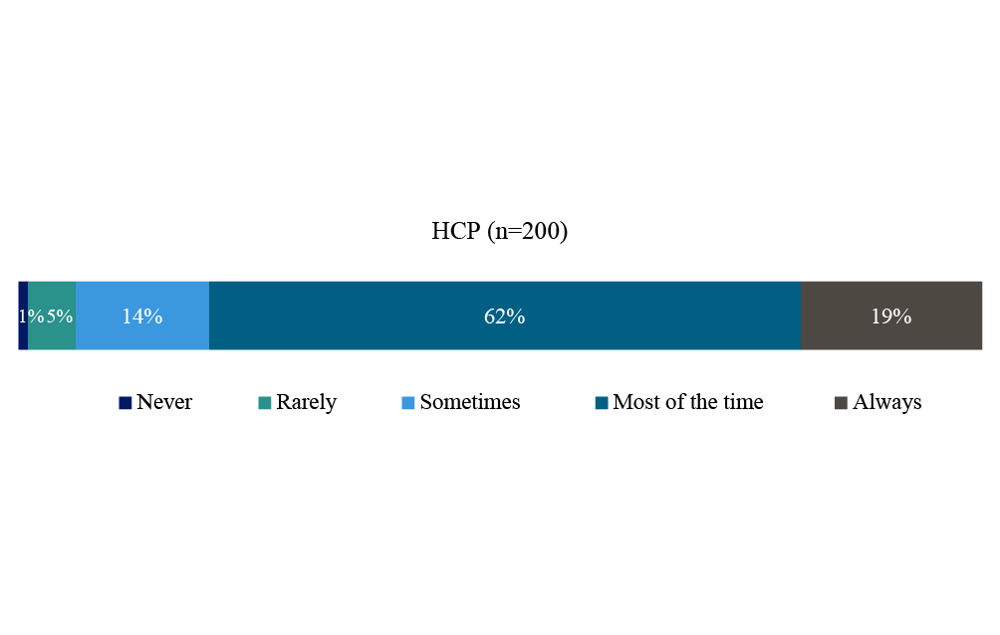 HCP (n=200)
1% 5% 14% 62% 19%
Never Rarely Sometimes Most of the time Always